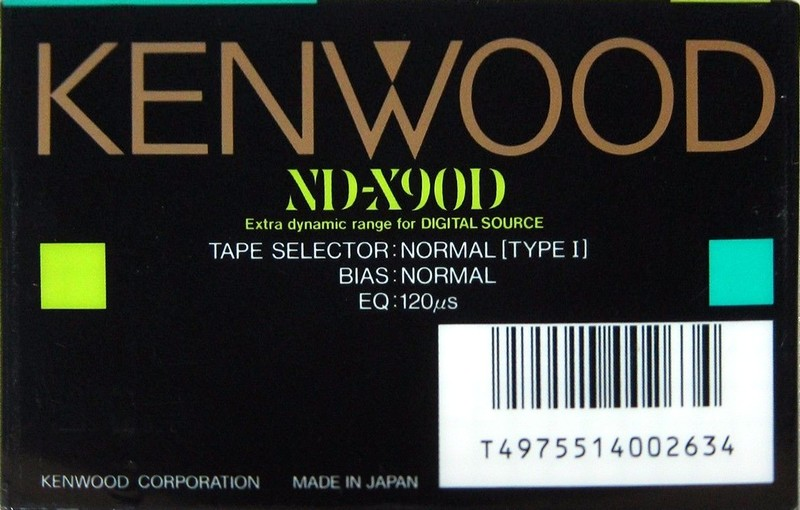 KENWOOD
ND-X90D
Extra dynamic range for DIGITAL SOURCE
TAPE SELECTOR:NORMAL [TYPE I]
BIAS:NORMAL
EQ:120μs
T4975514002634
KENWOOD CORPORATION MADE IN JAPAN